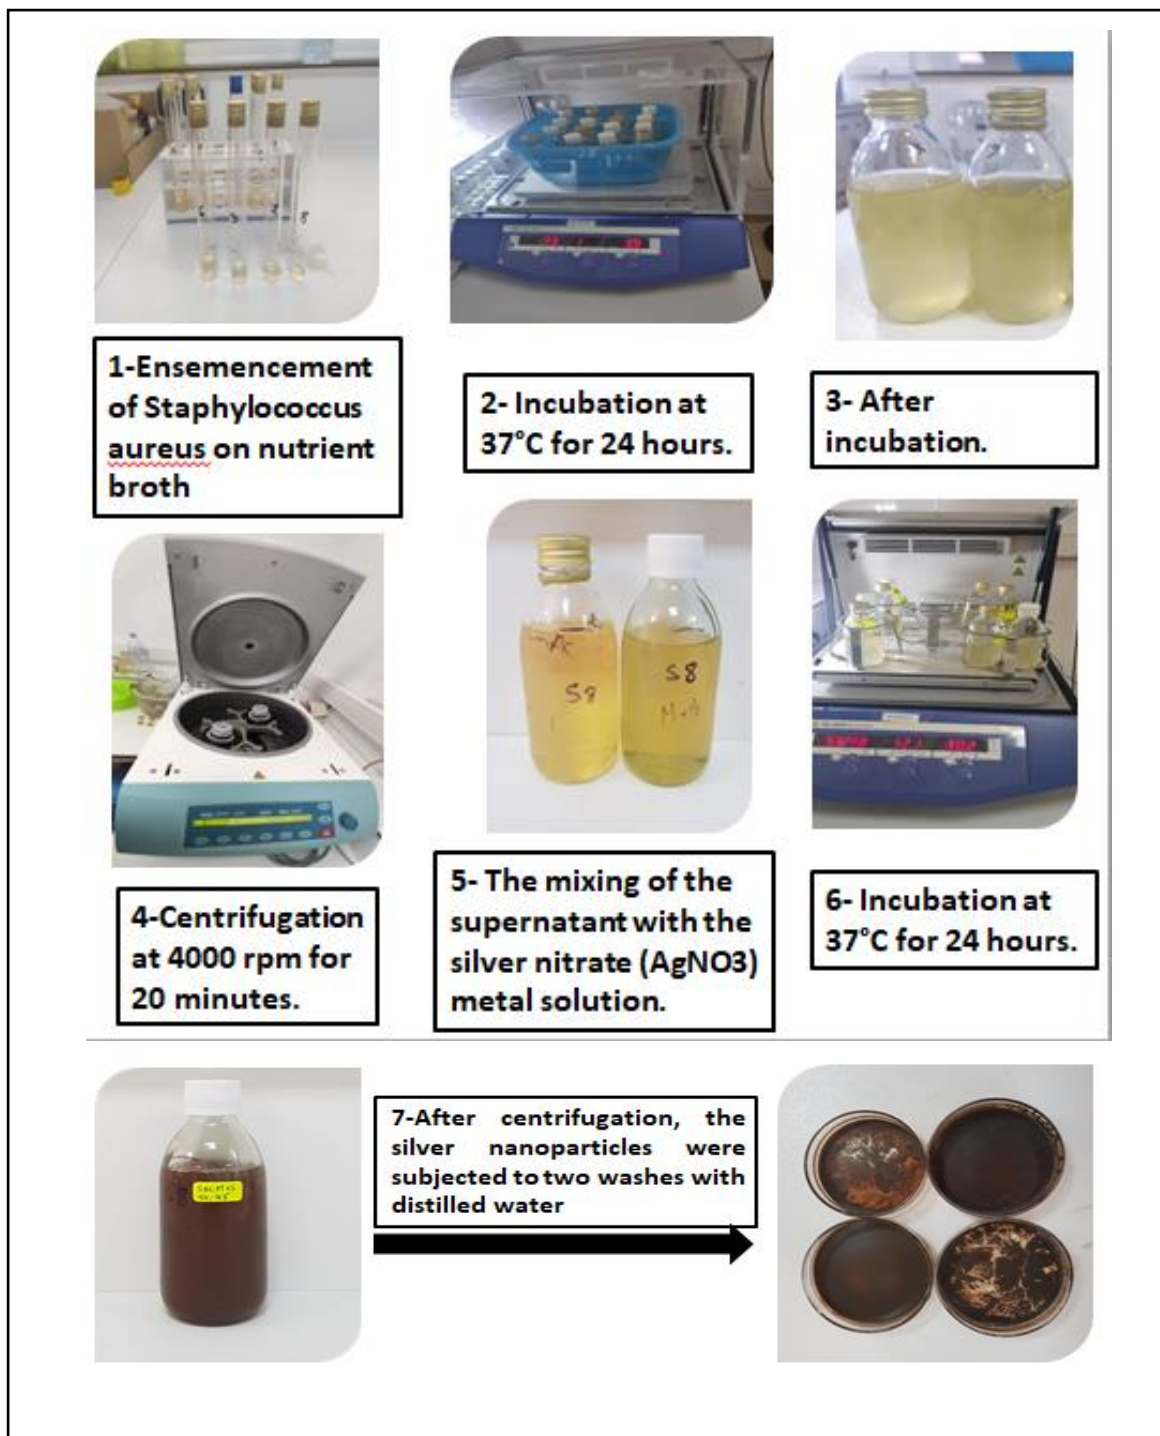 1-Ensemencement
of Staphylococcus
aureus on nutrient
broth
2- Incubation at
37°C for 24 hours.
3- After
incubation.
4-Centrifugation
at 4000 rpm for
20 minutes.
S8
S8
5- The mixing of the
supernatant with the
silver nitrate (AgNO3)
metal solution.
6- Incubation at
37°C for 24 hours.
7-After centrifugation, the
silver nanoparticles were
subjected to two washes with
distilled water